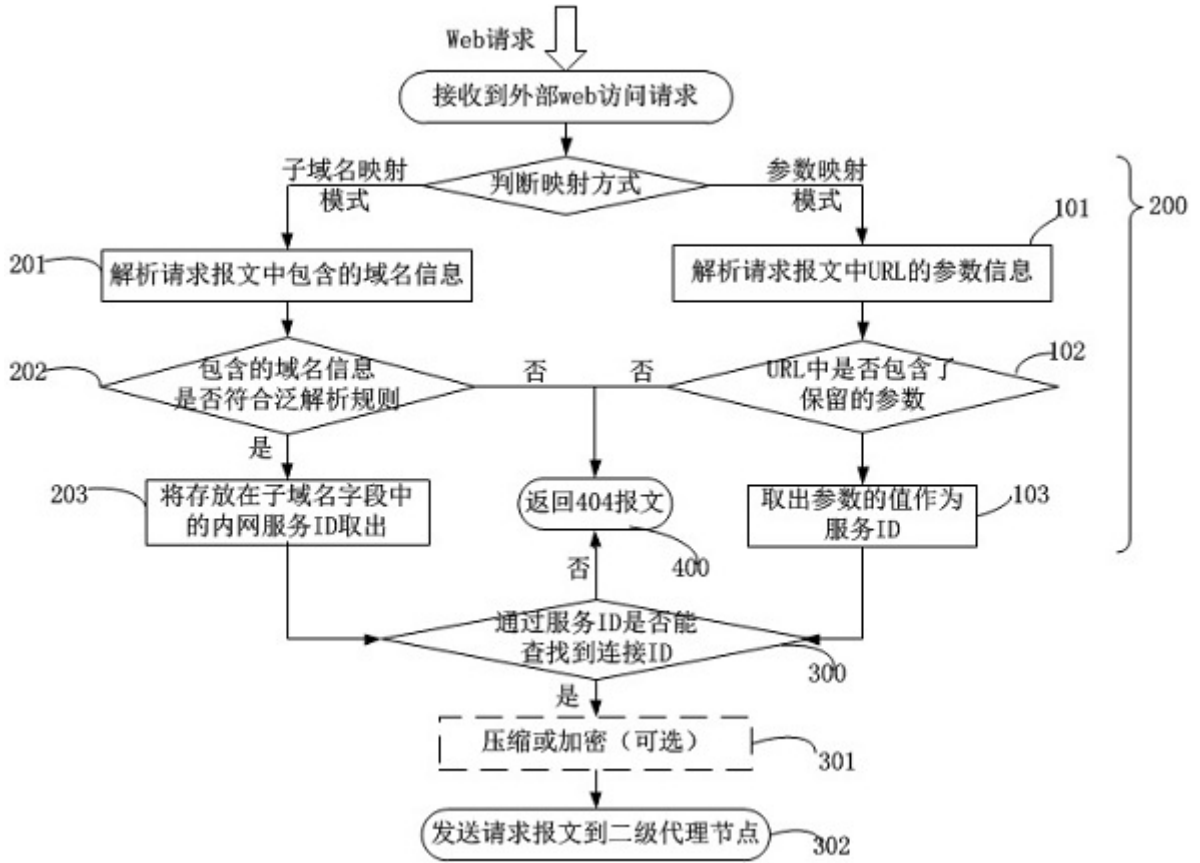 Web请求
接收到外部web访问请求
子域名映射
模式
判断映射方式
参数映射
模式
200
201
解析请求报文中包含的域名信息
101
解析请求报文中URL的参数信息
202
包含的域名信息
是否符合泛解析规则
否
否
102
URL中是否包含了
保留的参数
是
203
将存放在子域名字段中
的内网服务ID取出
返回404报文
400
取出参数的值作为
服务ID
103
否
通过服务ID是否能
查找到连接ID
300
是
压缩或加密（可选）
301
发送请求报文到二级代理节点
302